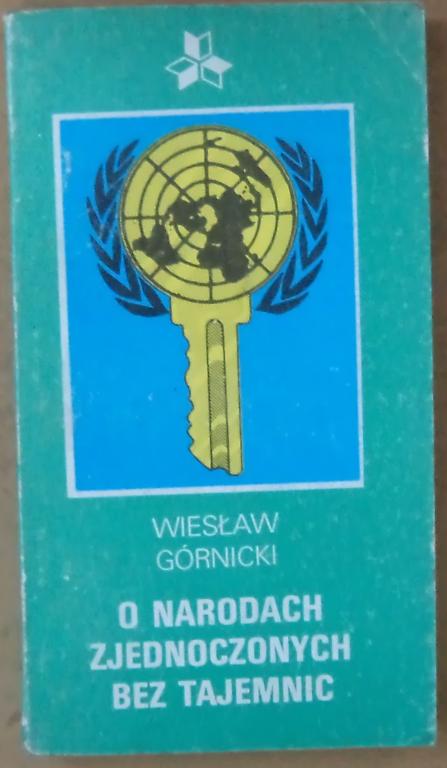 WIESŁAW
GÓRNICKI
O NARODACH
ZJEDNOCZONYCH
BEZ TAJEMNIC